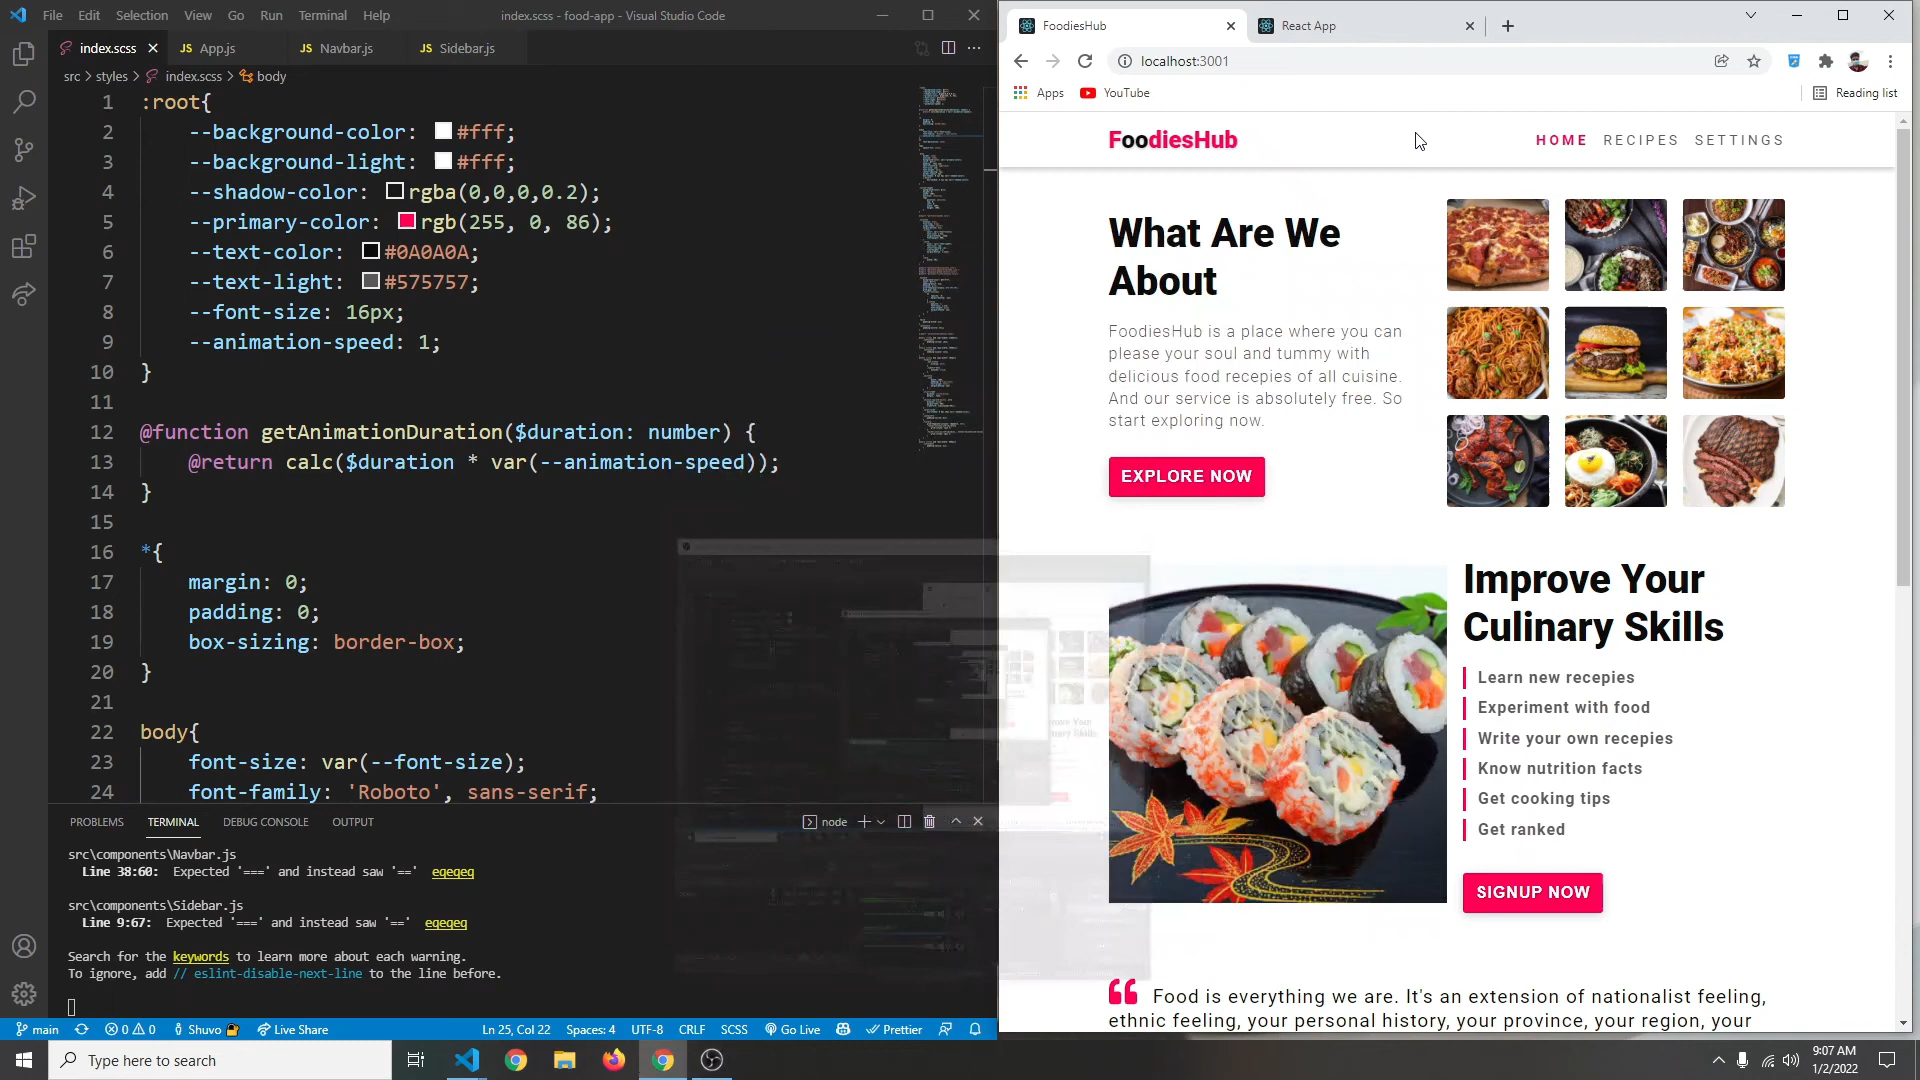 File Edit Selection View Go Run Terminal Help
index.scss - food-app - Visual Studio Code
index.scss
JS App.js
JS Navbar.js
JS Sidebar.js
src > styles > index.scss > body
1 :root{
2 --background-color: #fff;
3 --background-light: #fff;
4 --shadow-color: rgba(0,0,0,0.2);
5 --primary-color: rgb(255, 0, 86);
6 --text-color: #0A0A0A;
7 --text-light: #575757;
8 --font-size: 16px;
9 --animation-speed: 1;
10 }
11
12 @function getAnimationDuration($duration: number) {
13 @return calc($duration * var(--animation-speed));
14 }
15
16 *{
17 margin: 0;
18 padding: 0;
19 box-sizing: border-box;
20 }
21
22 body{
23 font-size: var(--font-size);
24 font-family: 'Roboto', sans-serif;
PROBLEMS TERMINAL DEBUG CONSOLE OUTPUT
node
src\components\Navbar.js
Line 38:60: Expected '===' and instead saw '==' eqeqeq
src\components\Sidebar.js
Line 9:67: Expected '===' and instead saw '==' eqeqeq
Search for the keywords to learn more about each warning.
To ignore, add // eslint-disable-next-line to the line before.
main 0 0 Shuvo Live Share Ln 25, Col 22 Spaces: 4 UTF-8 CRLF SCSS Go Live Prettier
FoodiesHub
React App
localhost:3001
Apps YouTube Reading list
FoodiesHub
HOME RECIPES SETTINGS
What Are We
About
FoodiesHub is a place where you can
please your soul and tummy with
delicious food recepies of all cuisine.
And our service is absolutely free. So
start exploring now.
EXPLORE NOW
Improve Your
Culinary Skills
Learn new recepies
Experiment with food
Write your own recepies
Know nutrition facts
Get cooking tips
Get ranked
SIGNUP NOW
Food is everything we are. It's an extension of nationalist feeling,
ethnic feeling, your personal history, your province, your region, your
Type here to search
9:07 AM
1/2/2022